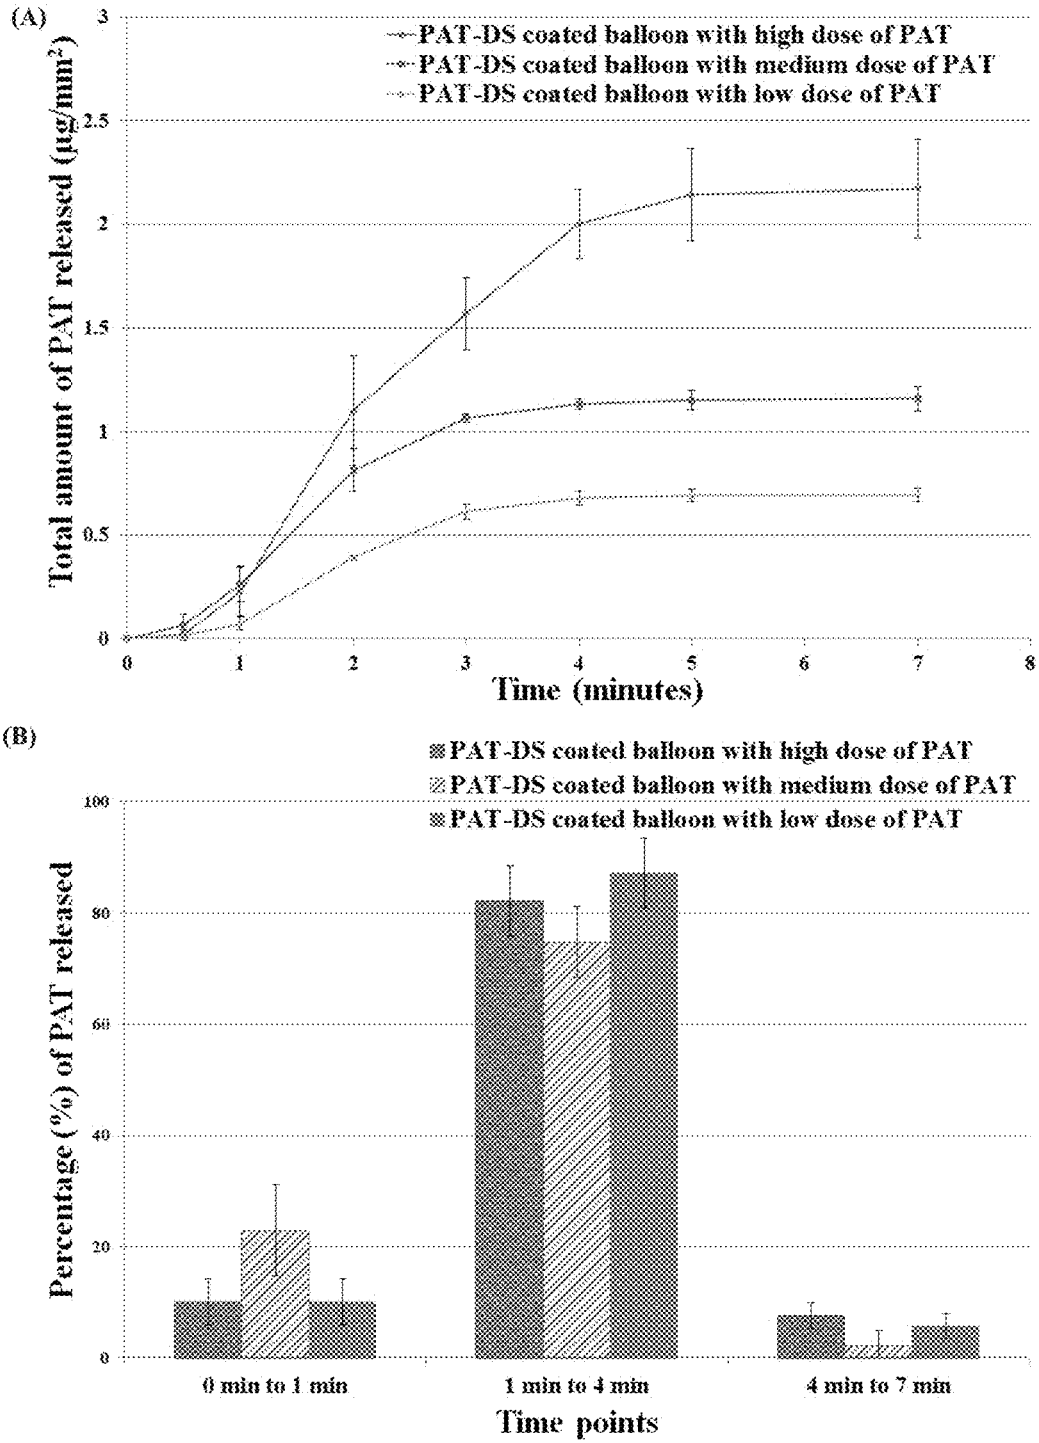 (A)
3
PAT-DS coated balloon with high dose of PAT
PAT-DS coated balloon with medium dose of PAT
PAT-DS coated balloon with low dose of PAT
2.5
2
1.5
1
0.5
0
Total amount of PAT released (µg/mm²)
0 1 2 3 4 5 6 7 8
Time (minutes)
(B)
PAT-DS coated balloon with high dose of PAT
PAT-DS coated balloon with medium dose of PAT
PAT-DS coated balloon with low dose of PAT
100
80
60
40
20
0
Percentage (%) of PAT released
0 min to 1 min 1 min to 4 min 4 min to 7 min
Time points